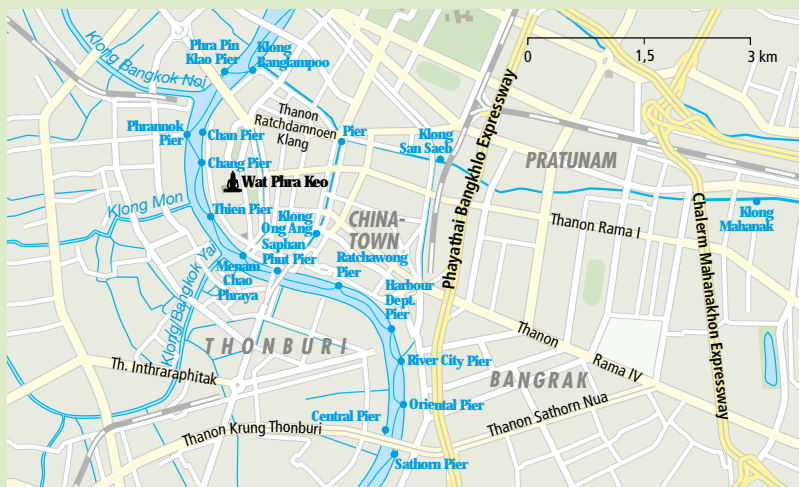 Phra Pin
Klao Pier
Klong
Banglampoo
0
1,5
3 km
Klong Bangkok Noi
Thanon
Ratchdamnoen
Klang
Phrannok
Pier
Chan Pier
Pier
Klong
San Saeb
Phayathai Bangkhlo Expressway
PRATUNAM
Chang Pier
Wat Phra Keo
Klong Mon
Thien Pier
Klong
Ong Ang
CHINA-
TOWN
Thanon Rama I
Chalerm Mahanakhon Expressway
Klong
Mahanak
Saphan
Phut Pier
Ratchawong
Pier
Menam
Chao
Phraya
Klong Bangkok Yai
Harbour
Dept.
Pier
Thanon
Rama IV
THONBURI
River City Pier
Th. Inthraraphitak
BANGRAK
Central Pier
Oriental Pier
Thanon Sathorn Nua
Thanon Krung Thonburi
Sathorn Pier